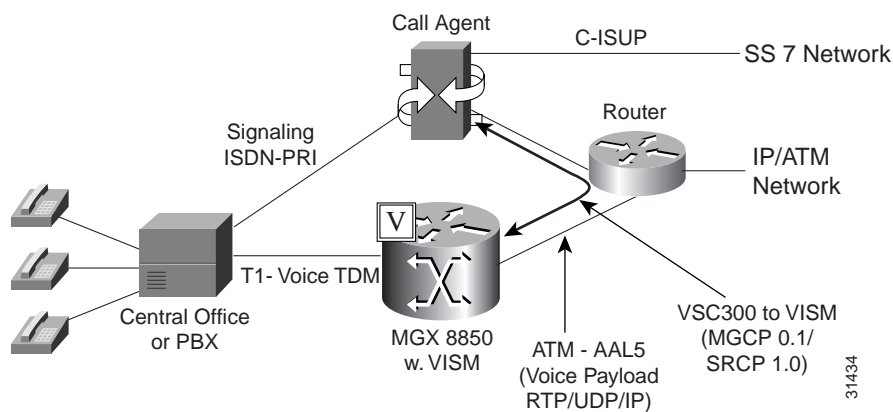 Call Agent
C-ISUP
SS 7 Network
Router
Signaling
ISDN-PRI
IP/ATM
Network
V
T1- Voice TDM
Central Office
or PBX
MGX 8850
w. VISM
VSC300 to VISM
(MGCP 0.1/
SRCP 1.0)
ATM - AAL5
(Voice Payload
RTP/UDP/IP)
31434